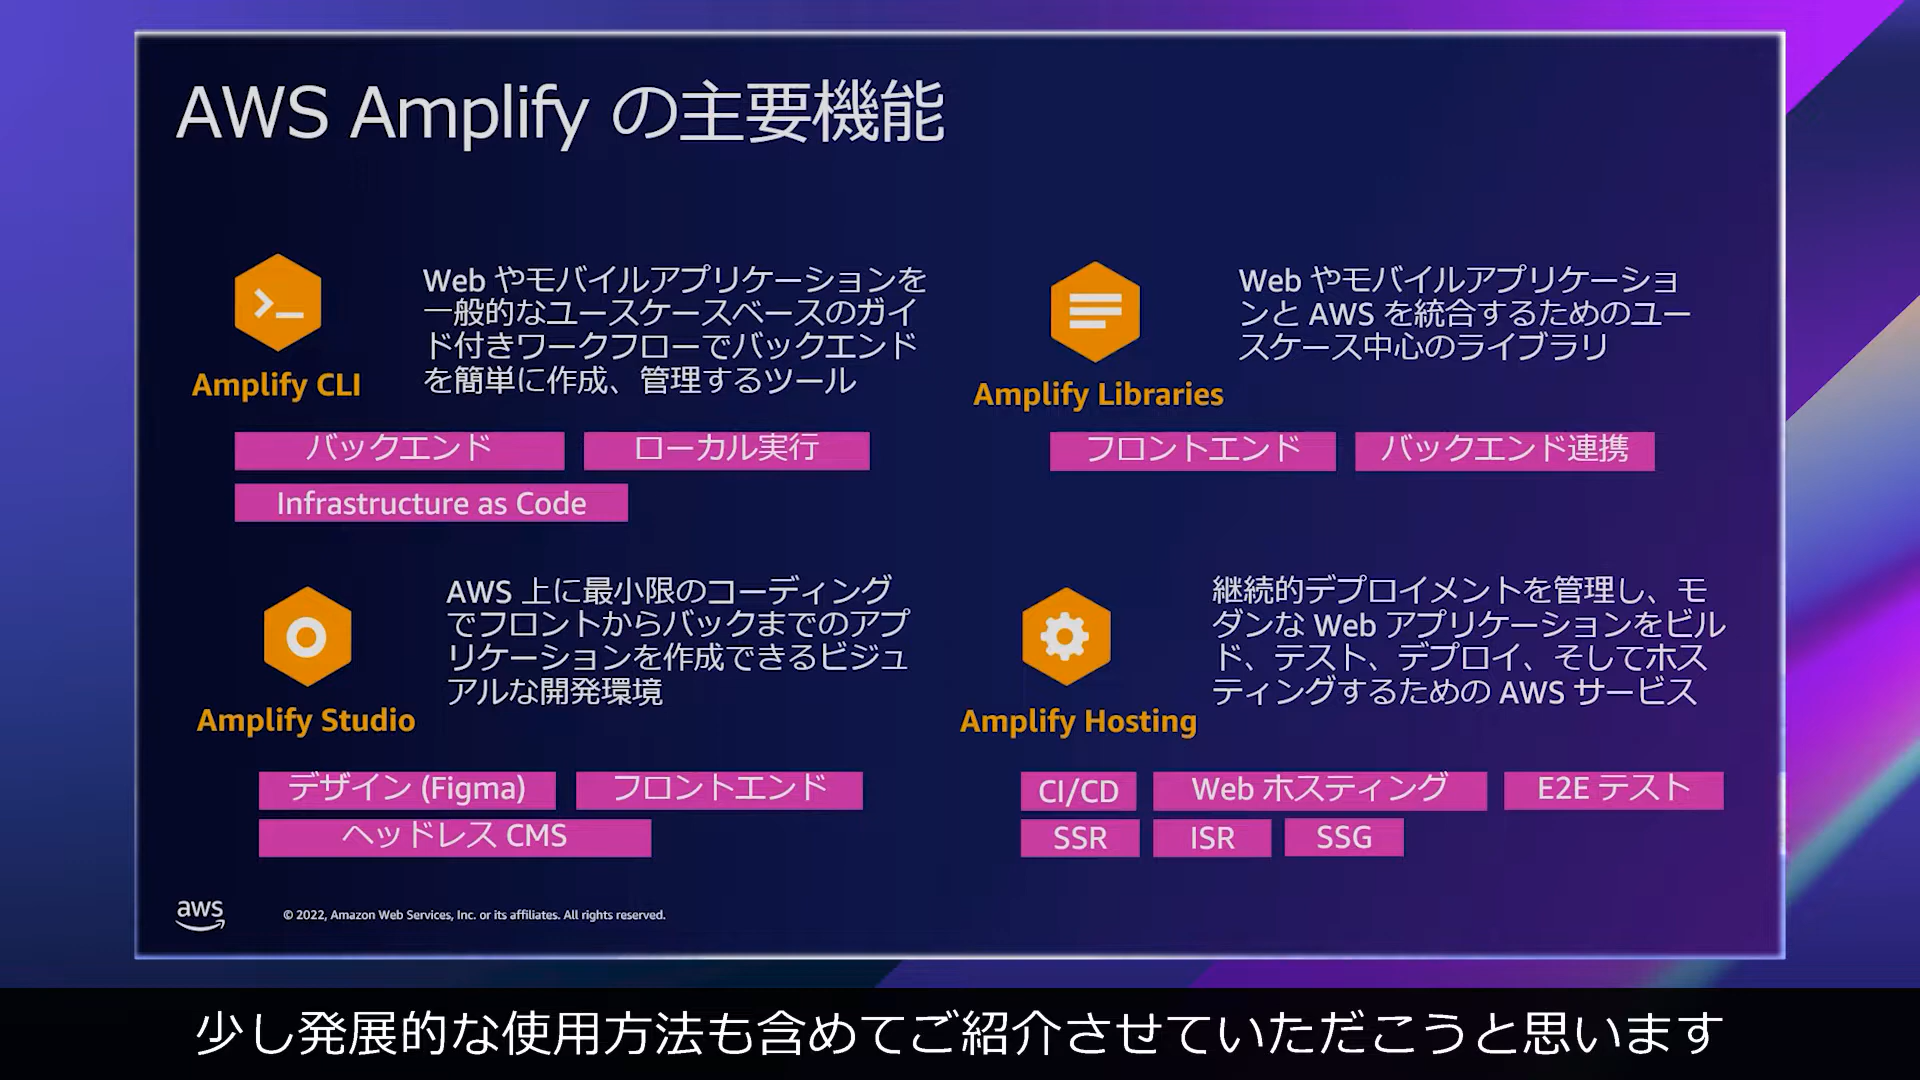 AWS Amplify の主要機能
Amplify CLI
Web やモバイルアプリケーションを
一般的なユースケースベースのガイ
ド付きワークフローでバックエンド
を簡単に作成、管理するツール
バックエンド
ローカル実行
Infrastructure as Code
Amplify Libraries
Web やモバイルアプリケーショ
ンと AWS を統合するためのユー
スケース中心のライブラリ
フロントエンド
バックエンド連携
Amplify Studio
AWS 上に最小限のコーディング
でフロントからバックまでのアプ
リケーションを作成できるビジュ
アルな開発環境
デザイン (Figma)
フロントエンド
ヘッドレス CMS
Amplify Hosting
継続的デプロイメントを管理し、モ
ダンな Web アプリケーションをビル
ド、テスト、デプロイ、そしてホス
ティングするための AWS サービス
CI/CD
Web ホスティング
E2E テスト
SSR
ISR
SSG
aws
© 2022, Amazon Web Services, Inc. or its affiliates. All rights reserved.
少し発展的な使用方法も含めてご紹介させていただこうと思います